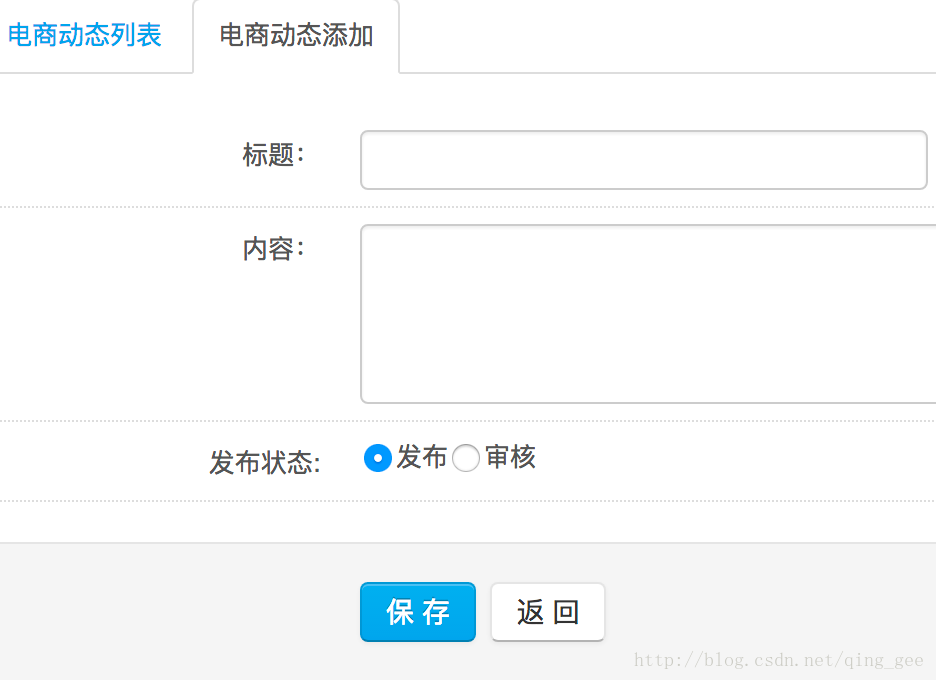 电商动态列表 电商动态添加
标题：
内容：
发布状态:
发布 审核
保 存 返 回
http://blog.csdn.net/qing_gee